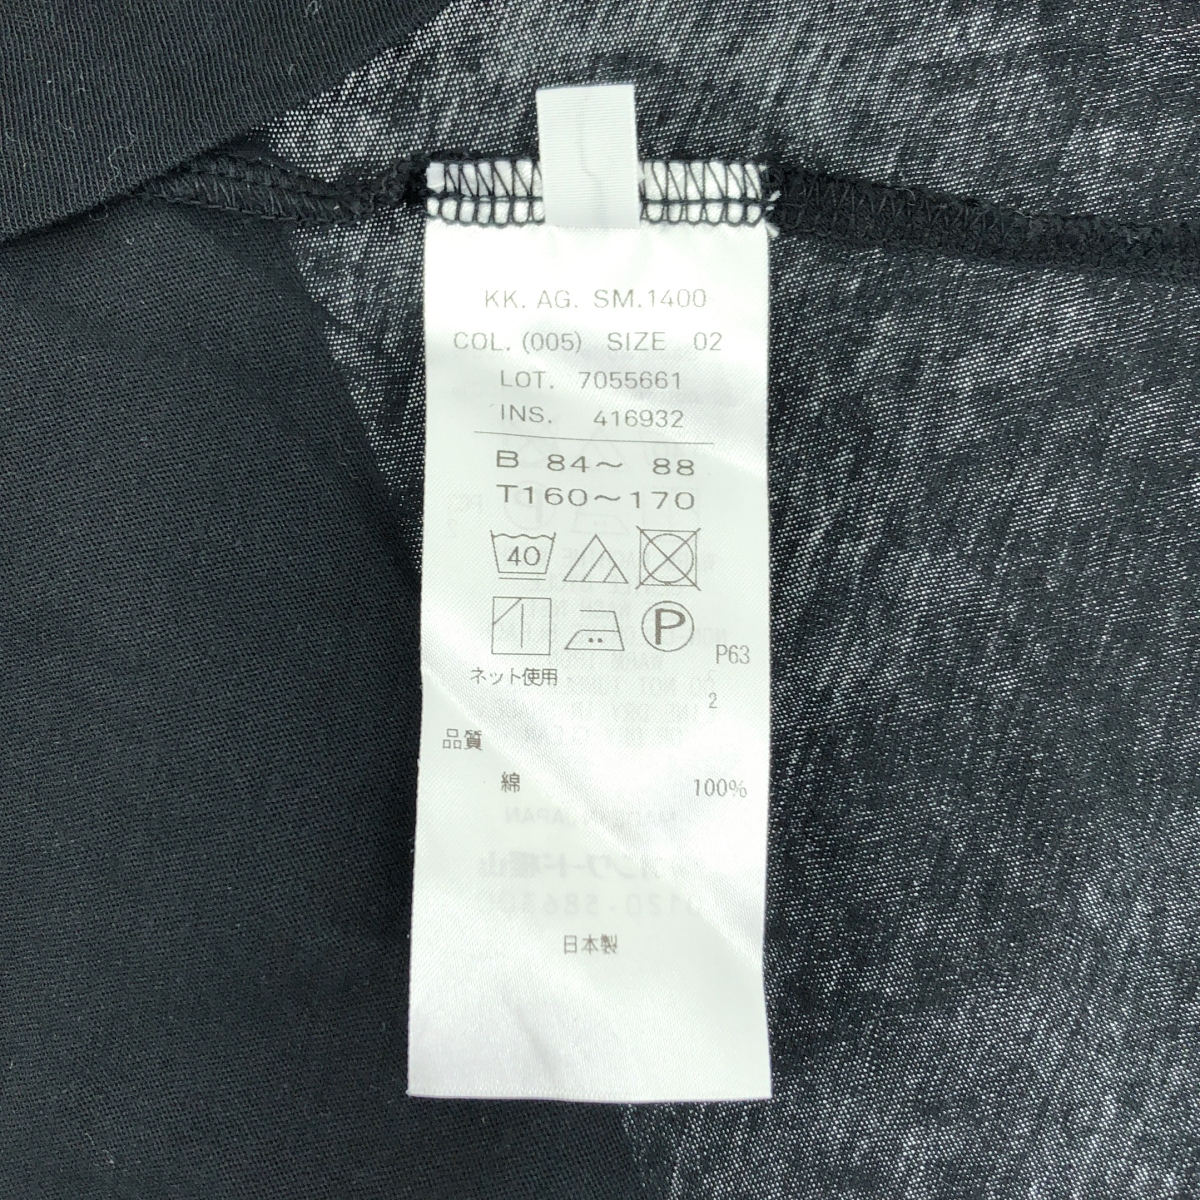 KK. AG. SM.1400
COL. (005) SIZE 02
LOT. 7055661
INS. 416932
B 84～ 88
T160～170
40
P
P63
ネット使用
2
品質
綿 100%
日本製